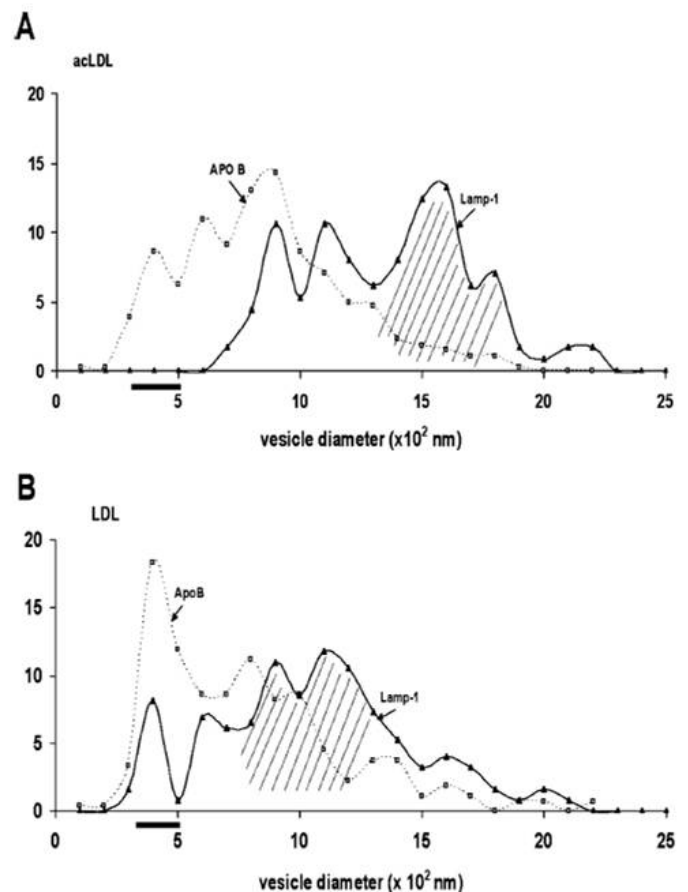 A
acLDL
20
15
10
5
0
APO B
Lamp-1
0 5 10 15 20 25
vesicle diameter (x10² nm)
B
LDL
20
15
10
5
0
ApoB
Lamp-1
0 5 10 15 20 25
vesicle diameter (x 10² nm)